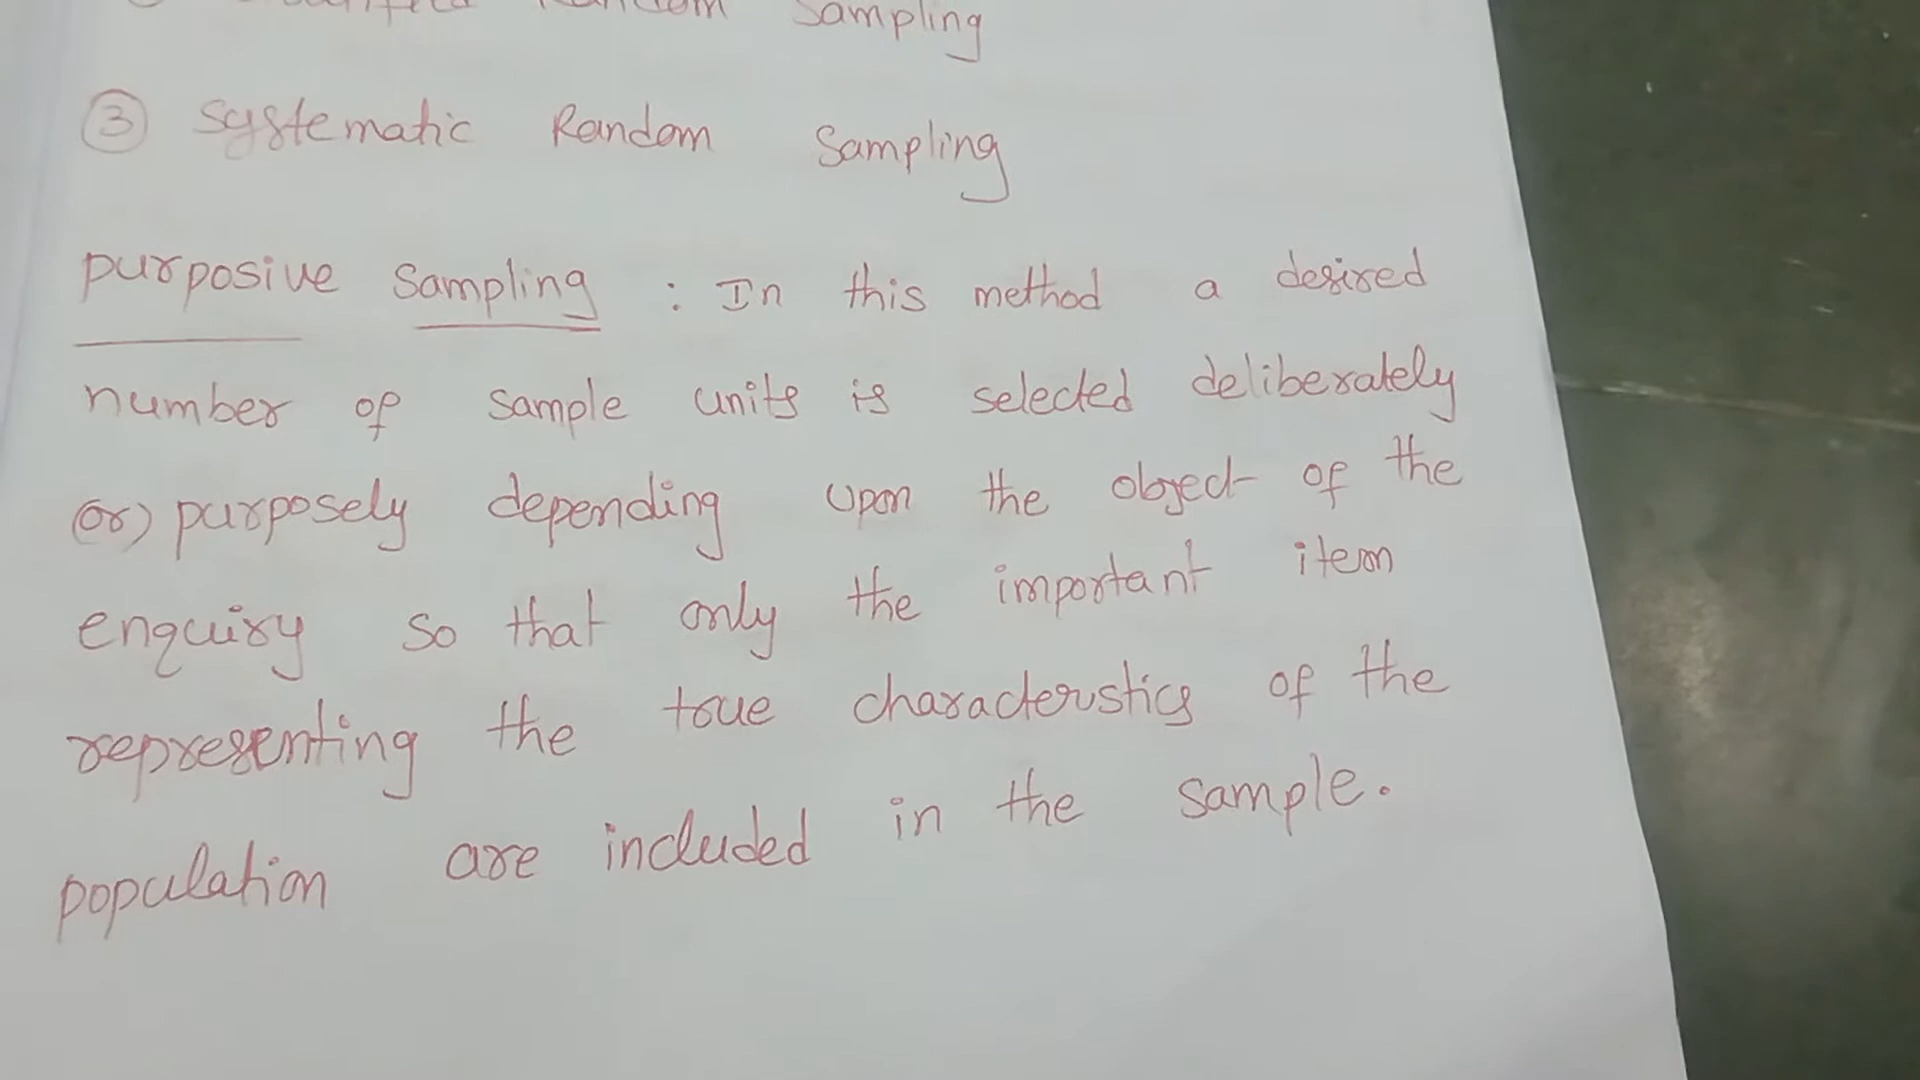 Random Sampling
③ Systematic Random Sampling
purposive Sampling : In this method a desired
number of sample units is selected deliberately
(or) purposely depending upon the object of the
enquiry so that only the important item
representing the true characterstics of the
population are included in the sample.